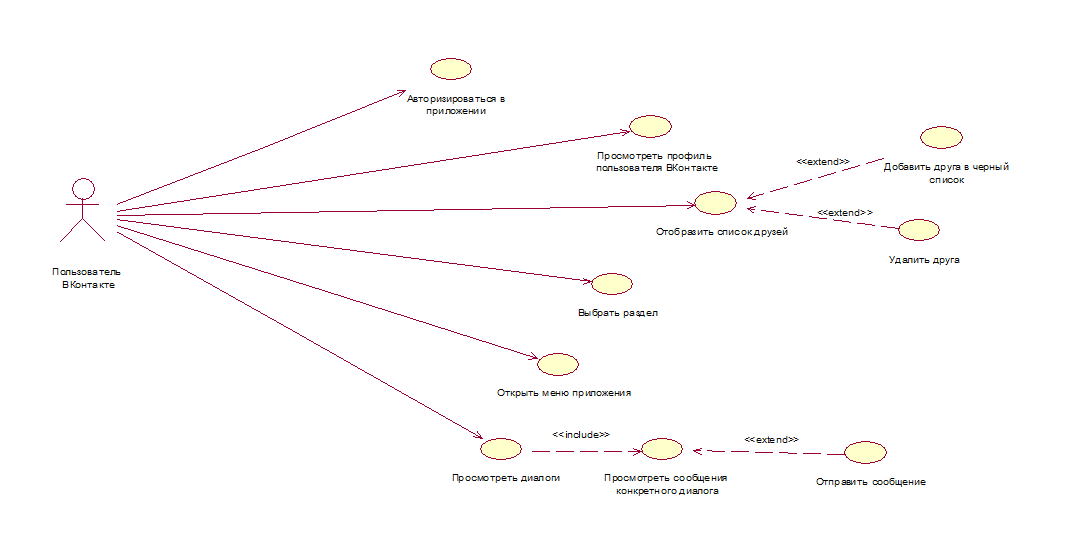 Авторизироваться в
приложении
Просмотреть профиль
пользователя ВКонтакте
<<extend>>
Добавить друга в черный
список
<<extend>>
Отобразить список друзей
Удалить друга
Пользователь
ВКонтакте
Выбрать раздел
Открыть меню приложения
<<include>>
<<extend>>
Просмотреть диалоги
Просмотреть сообщения
конкретного диалога
Отправить сообщение